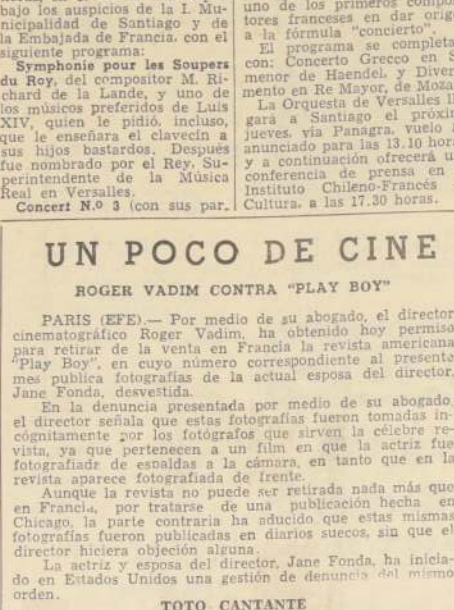 bajo los auspicios de la I. Mu-
nicipalidad de Santiago y de
la Embajada de Francia. con el
siguiente programa:
Symphonie pour les Soupers
du Roy, del compositor M. Ri-
chard de la Lande, y uno de
los músicos preferidos de Luis
XIV, quien le pidió, incluso,
que le enseñara el clavecín a
sus hijos bastardos. Después
fue nombrado por el Rey, Su-
perintendente de la Música
Real en Versalles.
Concert N.o 3 (con sus par.
uno de los primeros compo
tores franceses en dar orig
a la fórmula "concierto".
El programa se completa
con: Concerto Grecco en S
menor de Haendel, y Diver
mento en Re Mayor, de Moza
La Orquesta de Versalles ll
gará a Santiago el próxin
jueves, vía Panagra, vuelo a
anunciado para las 13.10 hora
y a continuación ofrecerá u
conferencia de prensa en
Instituto Chileno-Francés
Cultura. a las 17.30 horas.
UN POCO DE CINE
ROGER VADIM CONTRA "PLAY BOY"
PARIS (EFE).— Por medio de su abogado, el director
cinematográfico Roger Vadim, ha obtenido hoy permiso
para retirar de la venta en Francia la revista americana
"Play Boy", en cuyo número correspondiente al presente
mes publica fotografías de la actual esposa del director,
Jane Fonda, desvestida.
En la denuncia presentada por medio de su abogado,
el director señala que estas fotografías fueron tomadas in-
cógnitamente por los fotógrafos que sirven la célebre re-
vista, ya que pertenecen a un film en que la actriz fue
fotografiada de espaldas a la cámara, en tanto que en la
revista aparece fotografiada de frente.
Aunque la revista no puede ser retirada nada más que
en Francia, por tratarse de una publicación hecha en
Chicago, la parte contraria ha aducido que estas mismas
fotografías fueron publicadas en diarios suecos, sin que el
director hiciera objeción alguna.
La actriz y esposa del director, Jane Fonda, ha inicia-
do en Estados Unidos una gestión de denuncia del mismo
orden.
TOTO CANTANTE